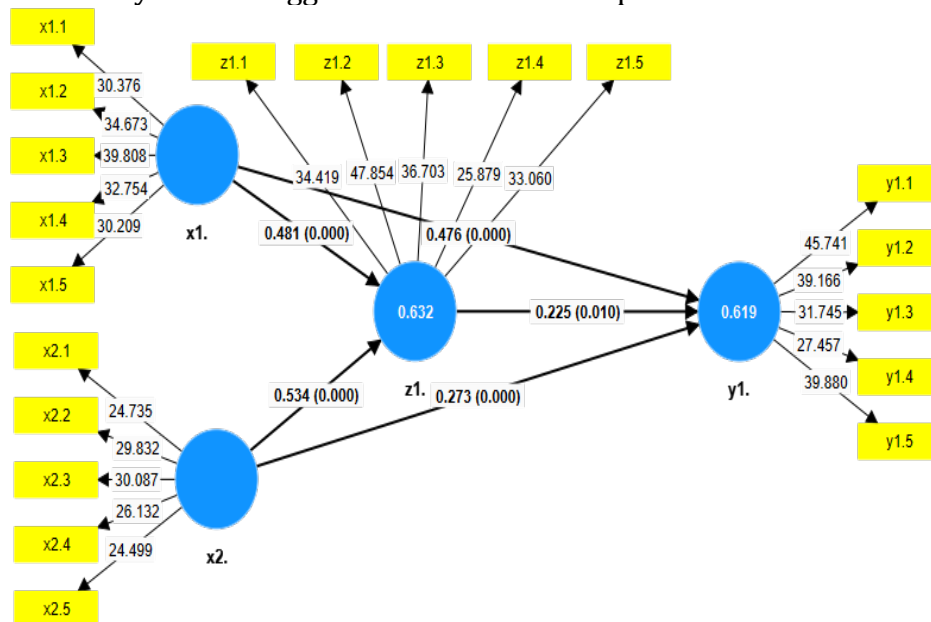 x1.1
x1.2
x1.3
x1.4
x1.5
30.376
34.673
39.808
32.754
30.209
x1.
z1.1
z1.2
z1.3
z1.4
z1.5
34.419
47.854
36.703
25.879
33.060
0.481 (0.000)
0.476 (0.000)
0.632
z1.
0.225 (0.010)
0.534 (0.000)
0.273 (0.000)
0.619
y1.
y1.1
y1.2
y1.3
y1.4
y1.5
45.741
39.166
31.745
27.457
39.880
x2.1
x2.2
x2.3
x2.4
x2.5
24.735
29.832
30.087
26.132
24.499
x2.